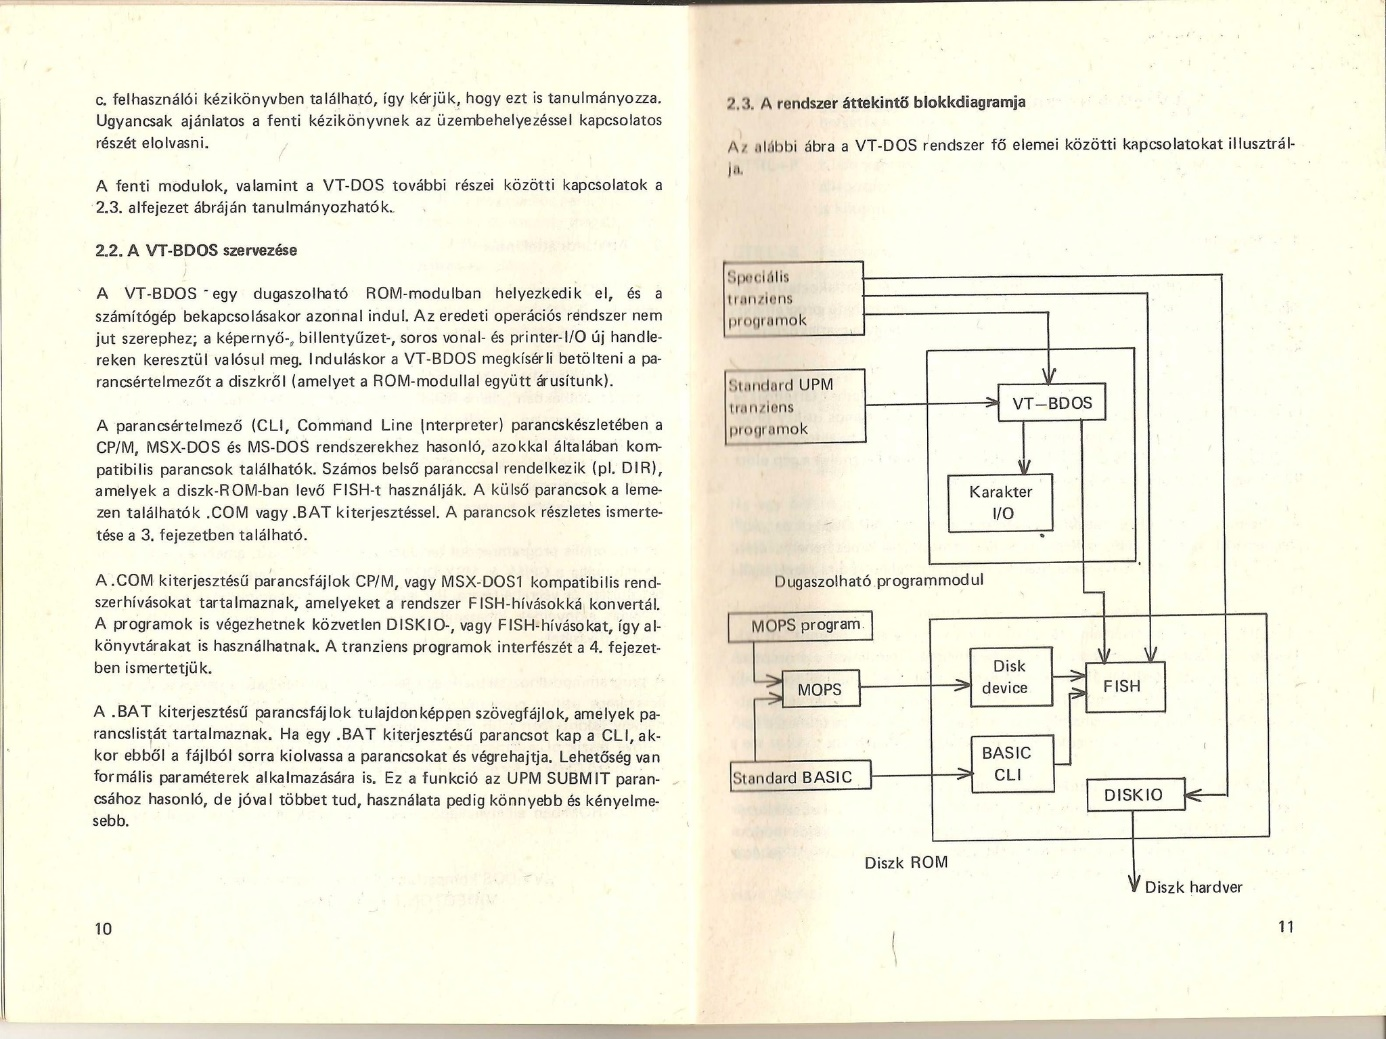 c. felhasználói kézikönyvben található, így kérjük, hogy ezt is tanulmányozza.
Ugyancsak ajánlatos a fenti kézikönyvnek az üzembehelyezéssel kapcsolatos
részét elolvasni.
A fenti modulok, valamint a VT-DOS további részei közötti kapcsolatok a
2.3. alfejezet ábráján tanulmányozhatók.
2.2. A VT-BDOS szervezése
A VT-BDOS egy dugaszolható ROM-modulban helyezkedik el, és a
számítógép bekapcsolásakor azonnal indul. Az eredeti operációs rendszer nem
jut szerephez; a képernyő-, billentyűzet-, soros vonal- és printer-I/O új handle-
reken keresztül valósul meg. Induláskor a VT-BDOS megkísérli betölteni a pa-
rancsértelmezőt a diszkről (amelyet a ROM-modullal együtt árusítunk).
A parancsértelmező (CLI, Command Line Interpreter) parancskészletében a
CP/M, MSX-DOS és MS-DOS rendszerekhez hasonló, azokkal általában kom-
patibilis parancsok találhatók. Számos belső paranccsal rendelkezik (pl. DIR),
amelyek a diszk-ROM-ban levő FISH-t használják. A külső parancsok a leme-
zen találhatók .COM vagy .BAT kiterjesztéssel. A parancsok részletes ismerte-
tése a 3. fejezetben található.
A .COM kiterjesztésű parancsfájlok CP/M, vagy MSX-DOS1 kompatibilis rend-
szerhívásokat tartalmaznak, amelyeket a rendszer FISH-hívásokká konvertál.
A programok is végezhetnek közvetlen DISKIO-, vagy FISH-hívásokat, így al-
könyvtárakat is használhatnak. A tranziens programok interfészét a 4. fejezet-
ben ismertetjük.
A .BAT kiterjesztésű parancsfájlok tulajdonképpen szövegfájlok, amelyek pa-
rancslistát tartalmaznak. Ha egy .BAT kiterjesztésű parancsot kap a CLI, ak-
kor ebből a fájlból sorra kiolvassa a parancsokat és végrehajtja. Lehetőség van
formális paraméterek alkalmazására is. Ez a funkció az UPM SUBMIT paran-
csához hasonló, de jóval többet tud, használata pedig könnyebb és kényelme-
sebb.
10
2.3. A rendszer áttekintő blokkdiagramja
Az alábbi ábra a VT-DOS rendszer fő elemei közötti kapcsolatokat illusztrál-
ja.
Speciális
tranziens
programok
Standard UPM
tranziens
programok
VT-BDOS
Karakter
I/O
Dugaszolható programmodul
MOPS program
MOPS
Disk
device
FISH
Standard BASIC
BASIC
CLI
DISKIO
Diszk ROM
Diszk hardver
11